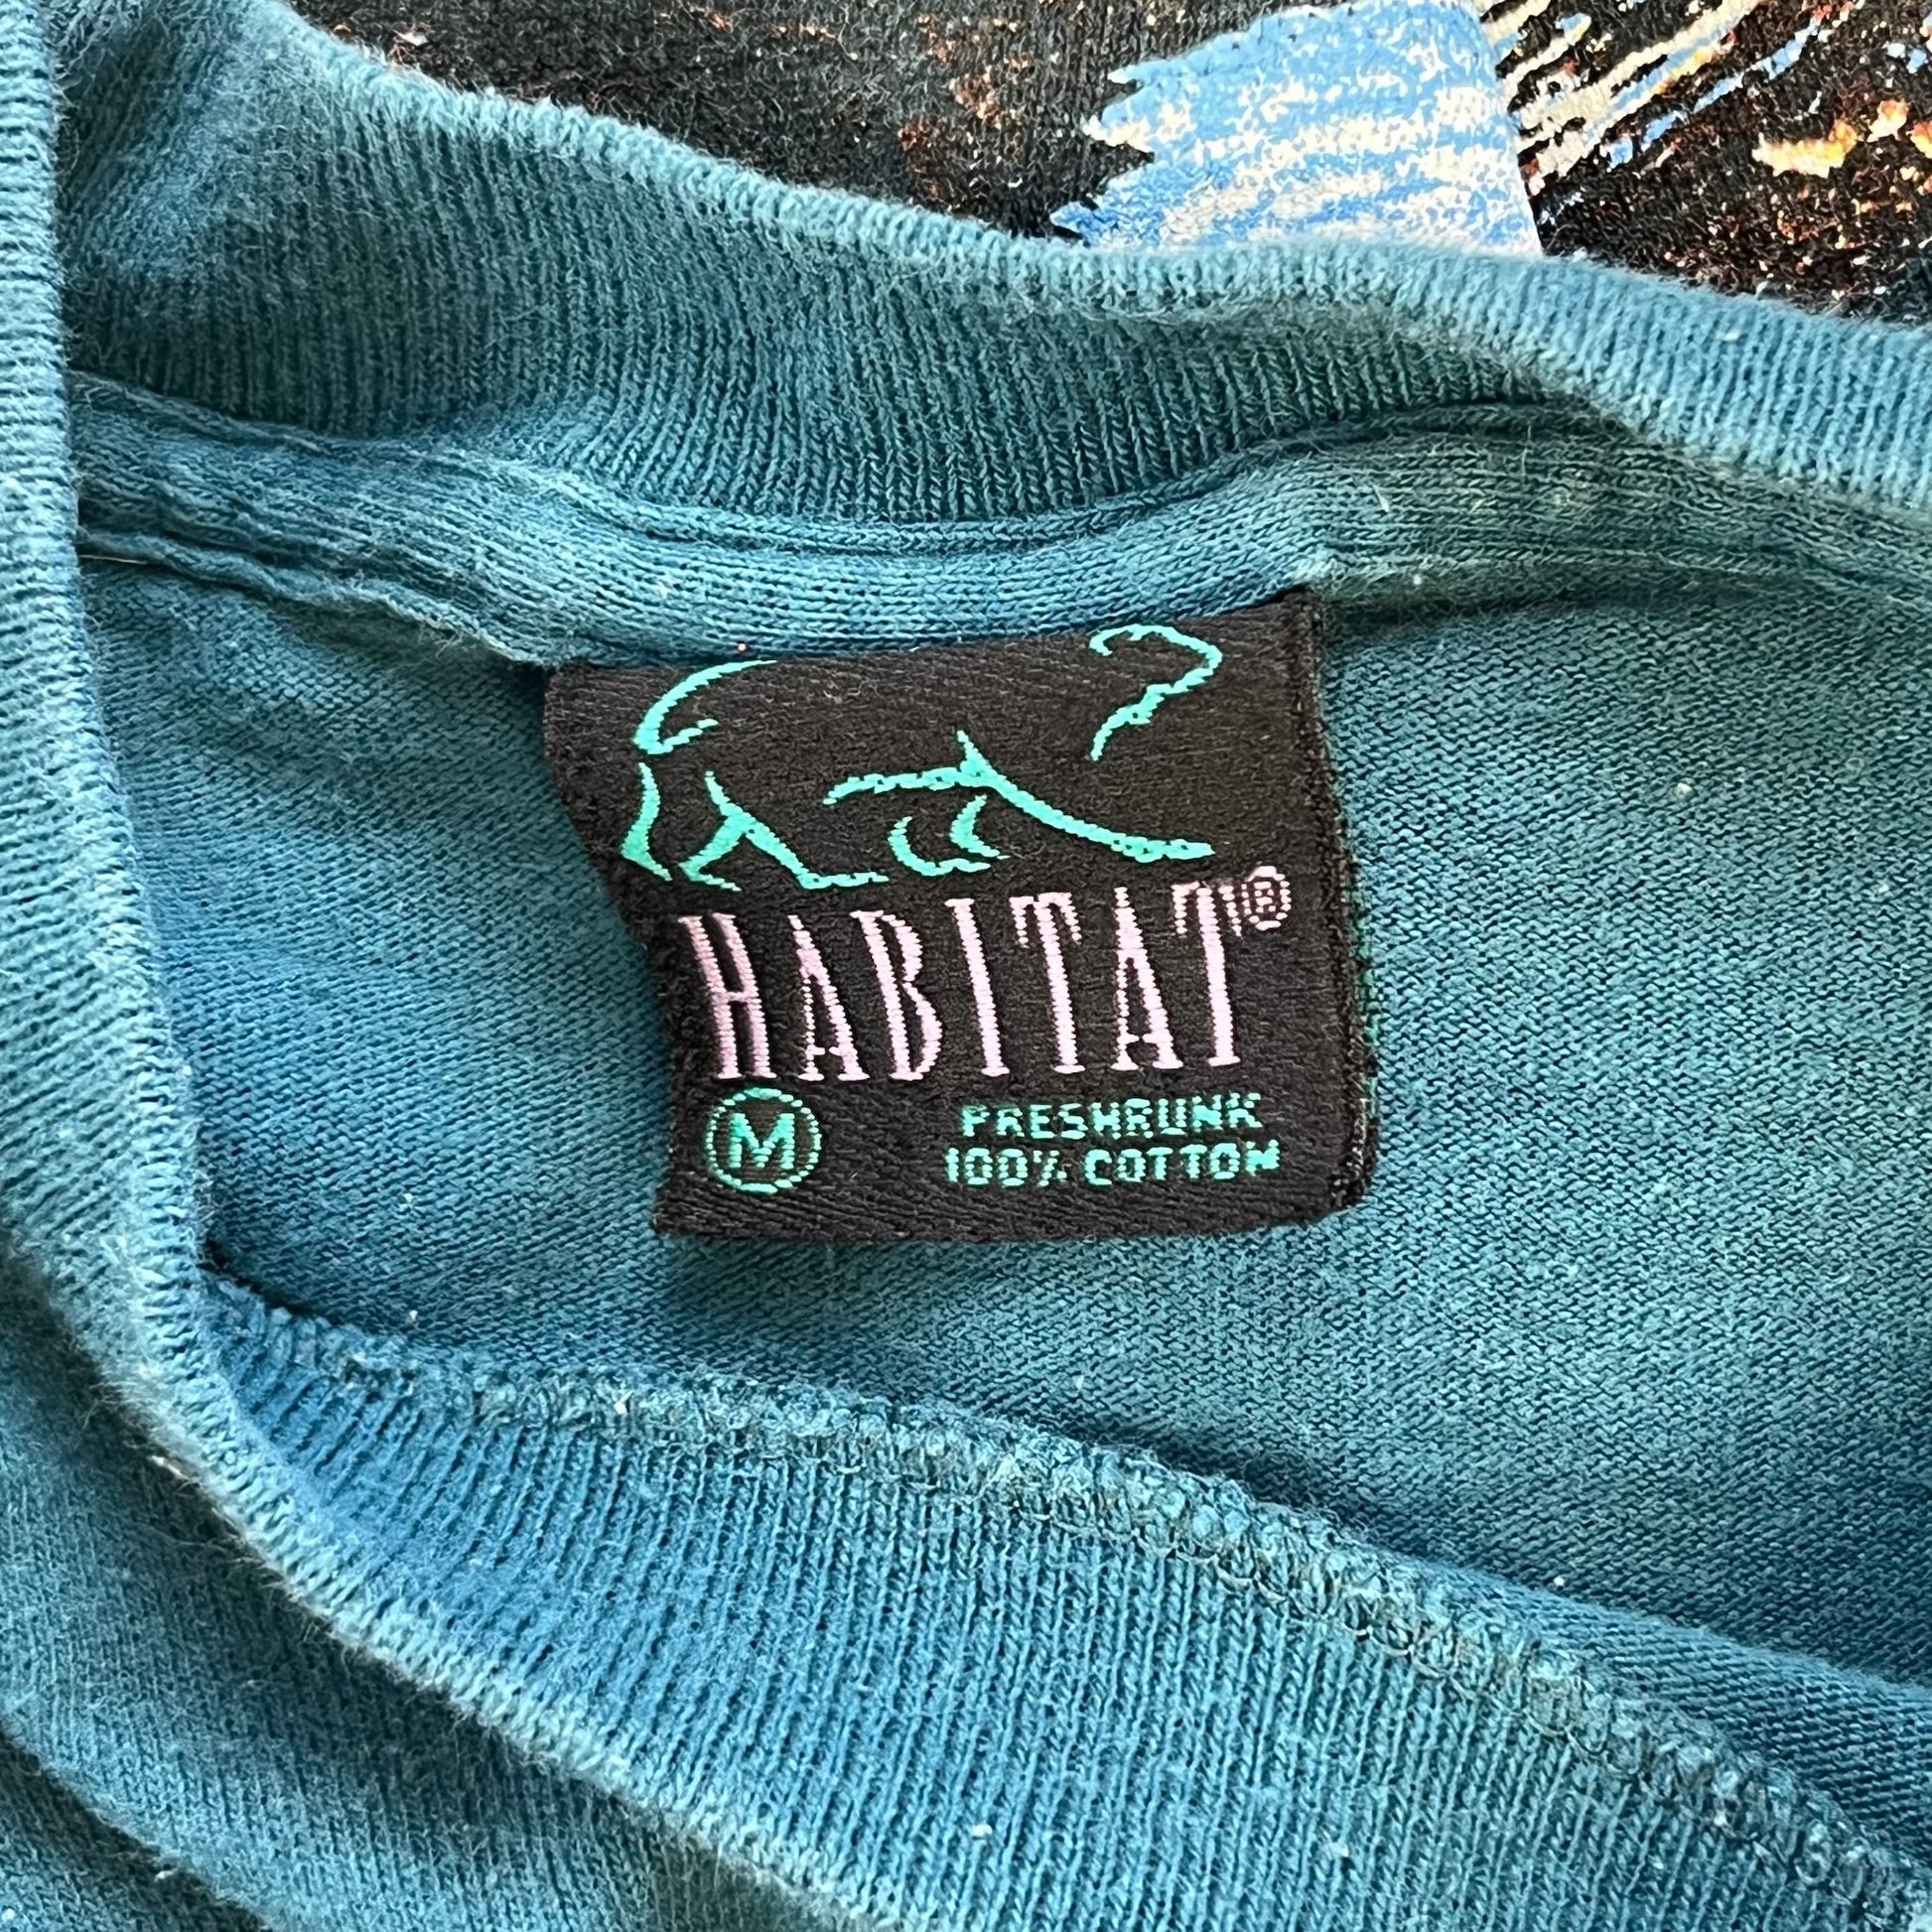 HABITAT®
M
PRESHRUNK
100% COTTON